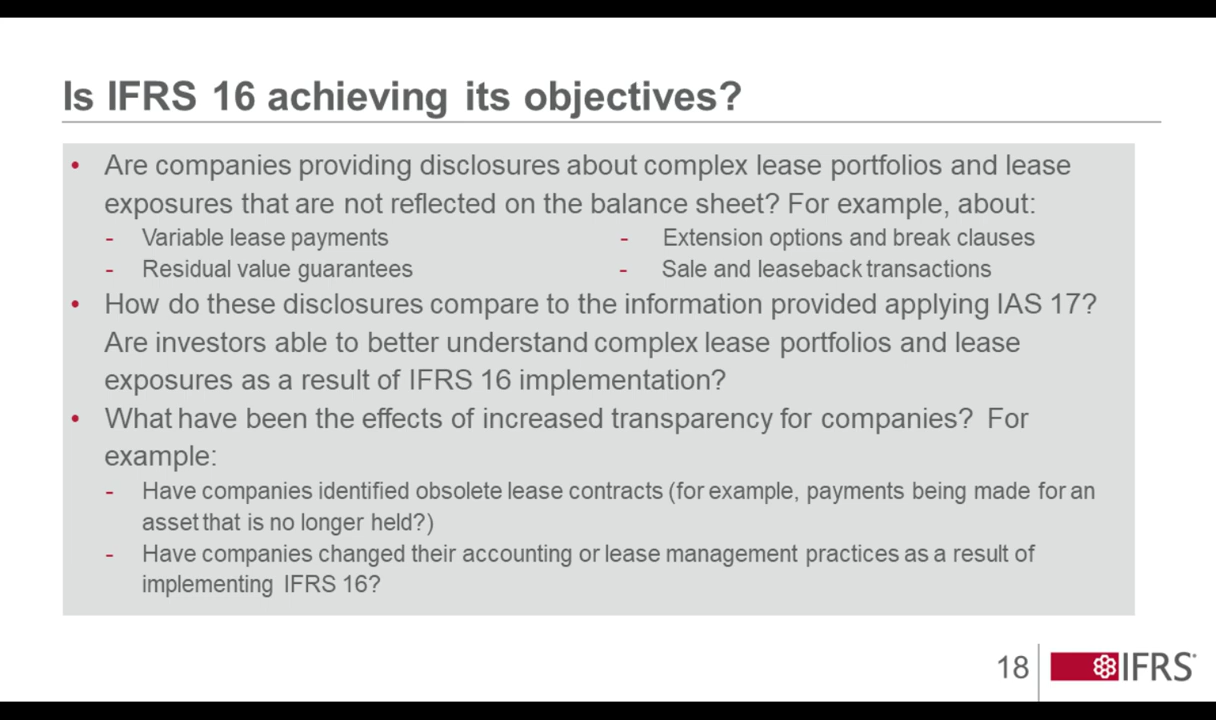 Is IFRS 16 achieving its objectives?
• Are companies providing disclosures about complex lease portfolios and lease
exposures that are not reflected on the balance sheet? For example, about:
- Variable lease payments
- Extension options and break clauses
- Residual value guarantees
- Sale and leaseback transactions
• How do these disclosures compare to the information provided applying IAS 17?
Are investors able to better understand complex lease portfolios and lease
exposures as a result of IFRS 16 implementation?
• What have been the effects of increased transparency for companies? For
example:
- Have companies identified obsolete lease contracts (for example, payments being made for an
asset that is no longer held?)
- Have companies changed their accounting or lease management practices as a result of
implementing IFRS 16?
18
IFRS®